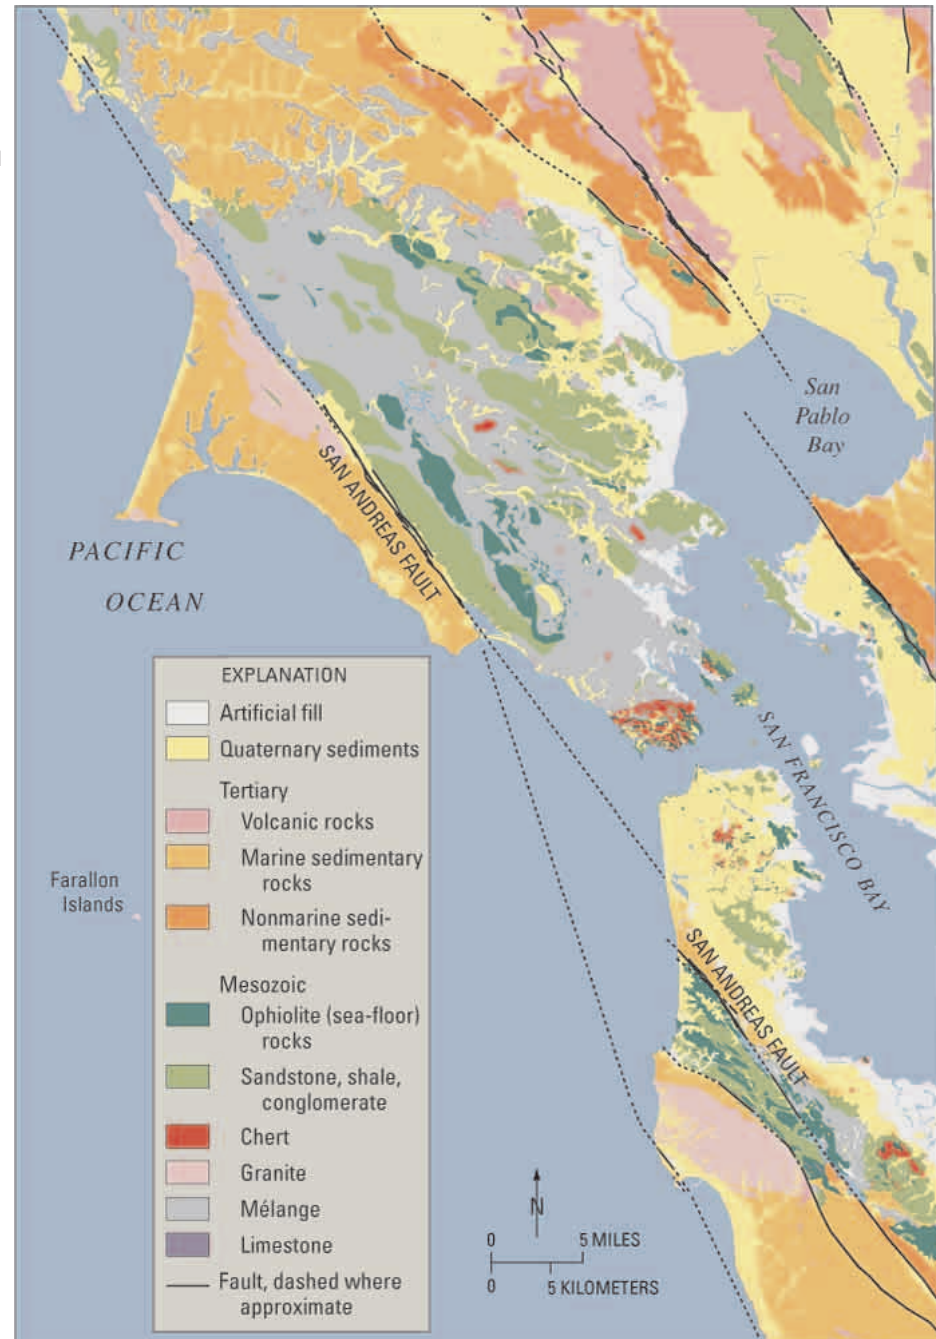 San
Pablo
Bay
SAN ANDREAS FAULT
PACIFIC
OCEAN
EXPLANATION
Artificial fill
Quaternary sediments
Tertiary
Volcanic rocks
Marine sedimentary
rocks
Nonmarine sedi-
mentary rocks
Mesozoic
Ophiolite (sea-floor)
rocks
Sandstone, shale,
conglomerate
Chert
Granite
Mélange
Limestone
Fault, dashed where
approximate
Farallon
Islands
SAN FRANCISCO BAY
SAN ANDREAS FAULT
N
0 5 MILES
0 5 KILOMETERS